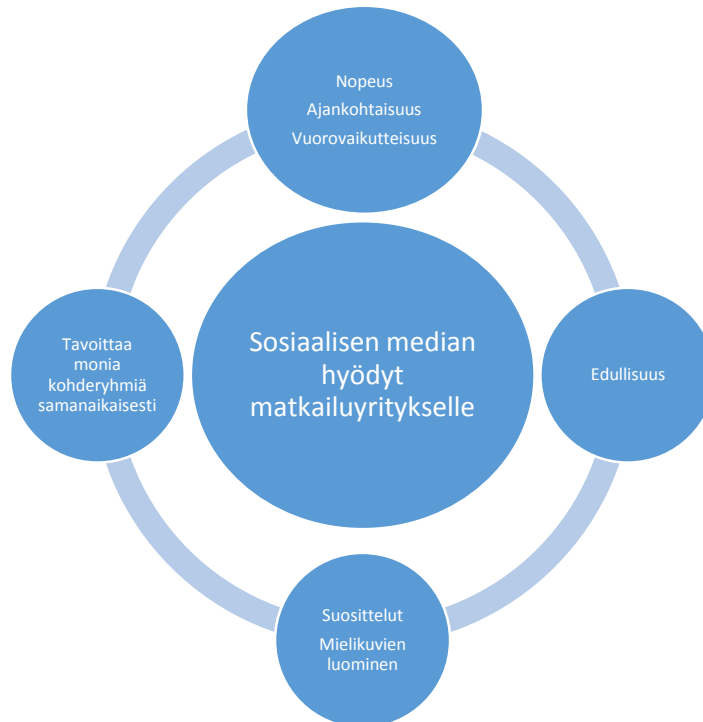 Nopeus
Ajankohtaisuus
Vuorovaikutteisuus
Sosiaalisen median
hyödyt
matkailuyritykselle
Tavoittaa
monia
kohderyhmiä
samanaikaisesti
Edullisuus
Suosittelut
Mielikuvien
luominen